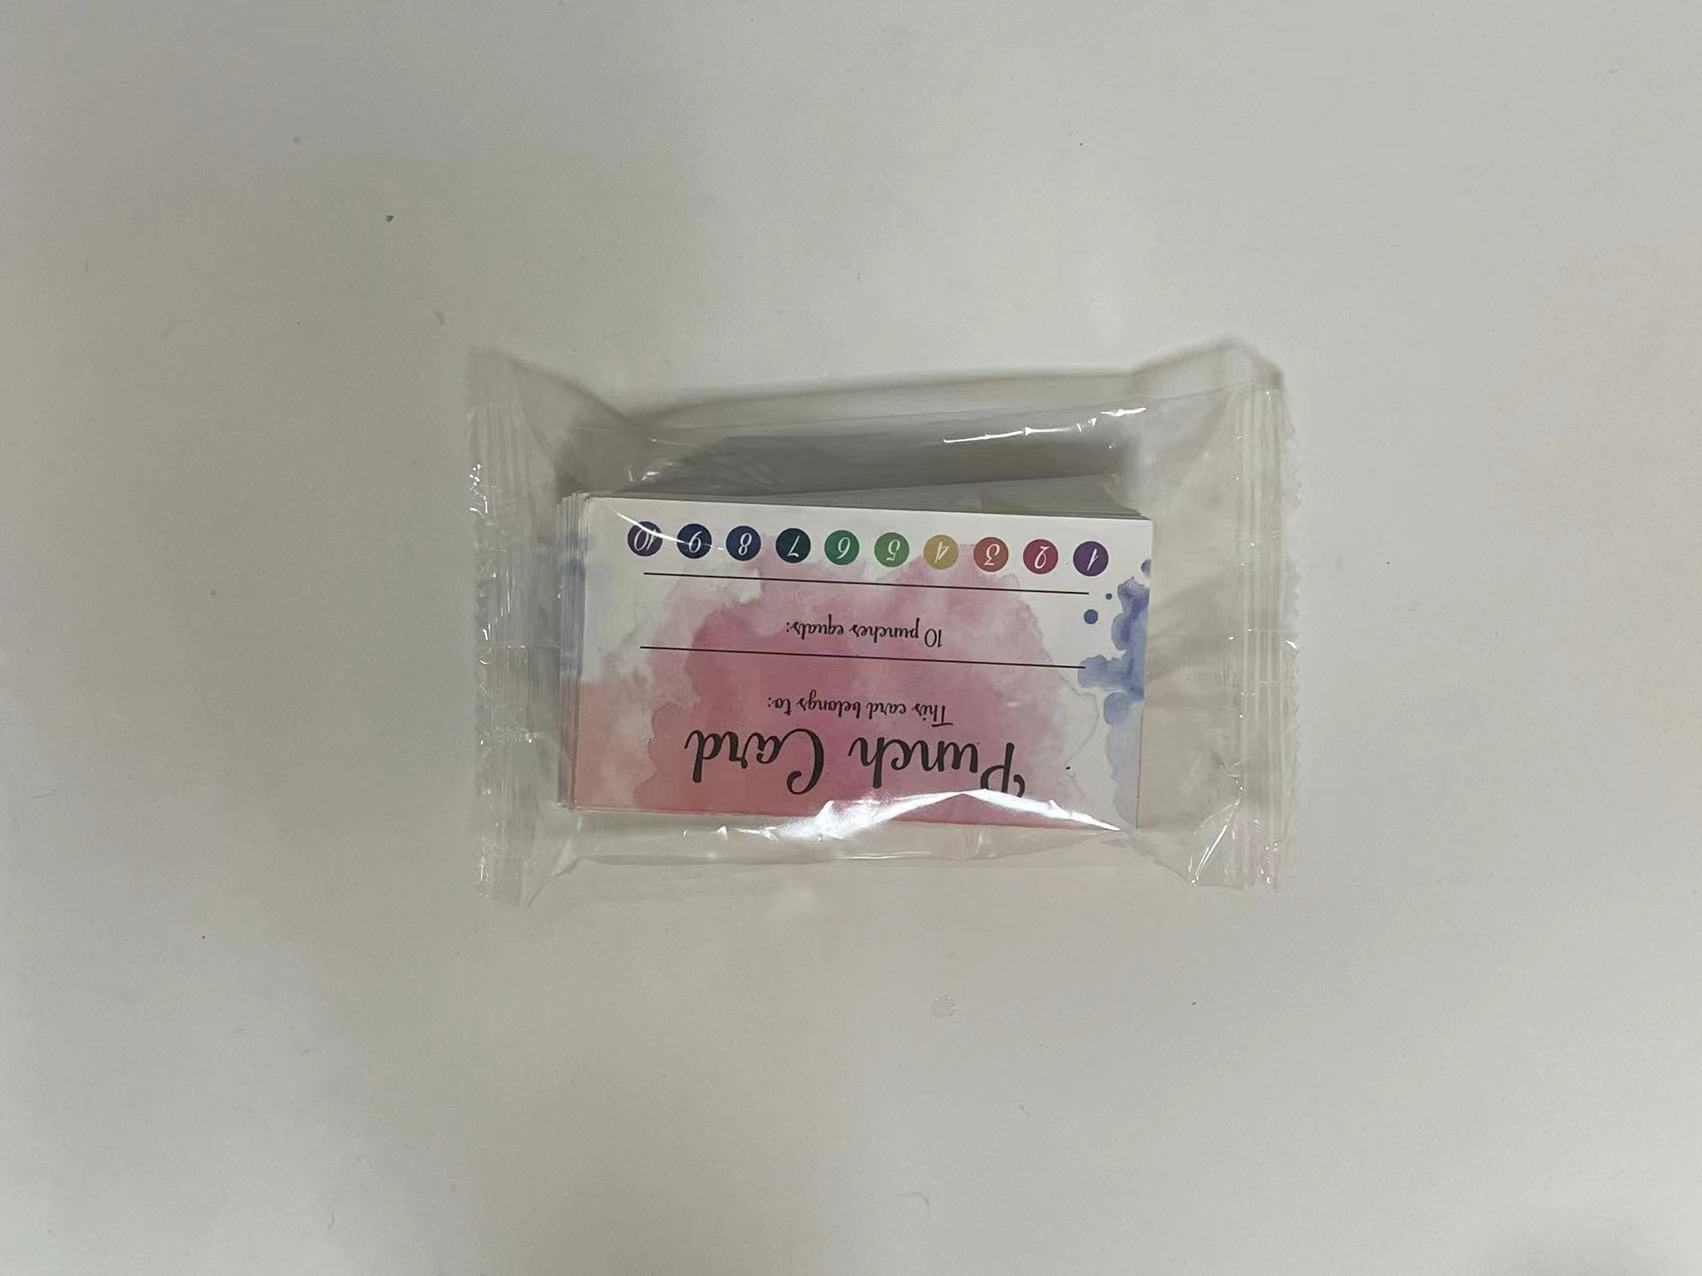 Punch Card
This card belongs to:
10 punches equals:
1 2 3 4 5 6 7 8 9 10